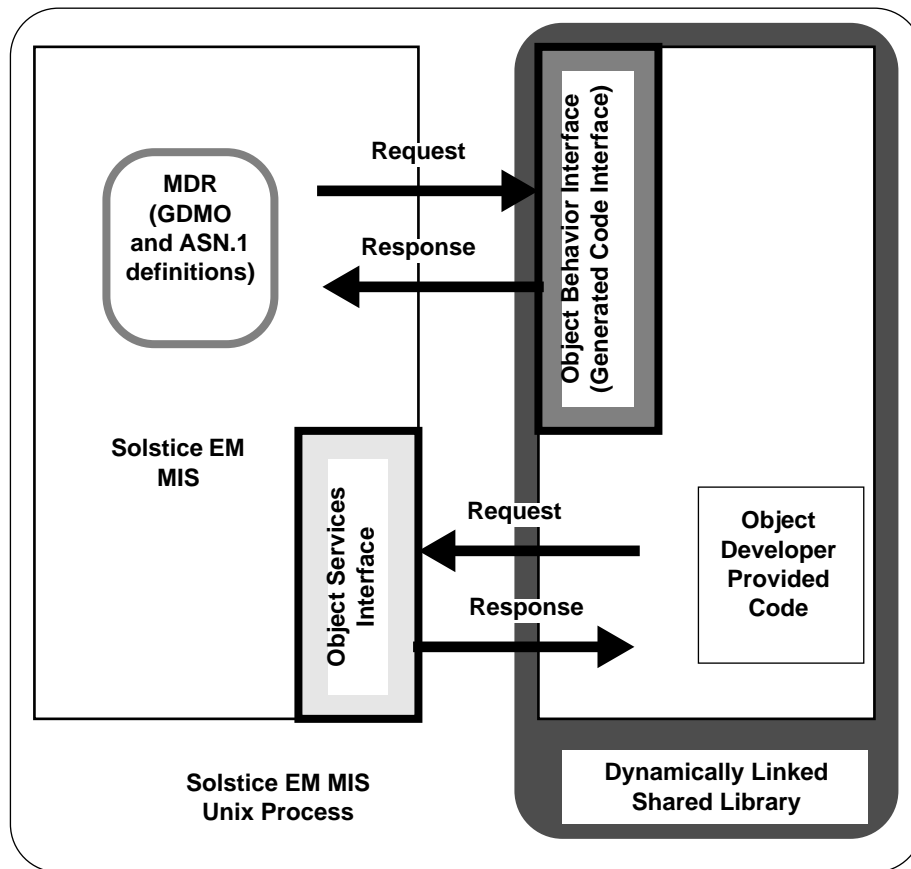 MDR
(GDMO
and ASN.1
definitions)
Request
Response
Object Behavior Interface
(Generated Code Interface)
Solstice EM
MIS
Object Services
Interface
Request
Response
Object
Developer
Provided
Code
Solstice EM MIS
Unix Process
Dynamically Linked
Shared Library